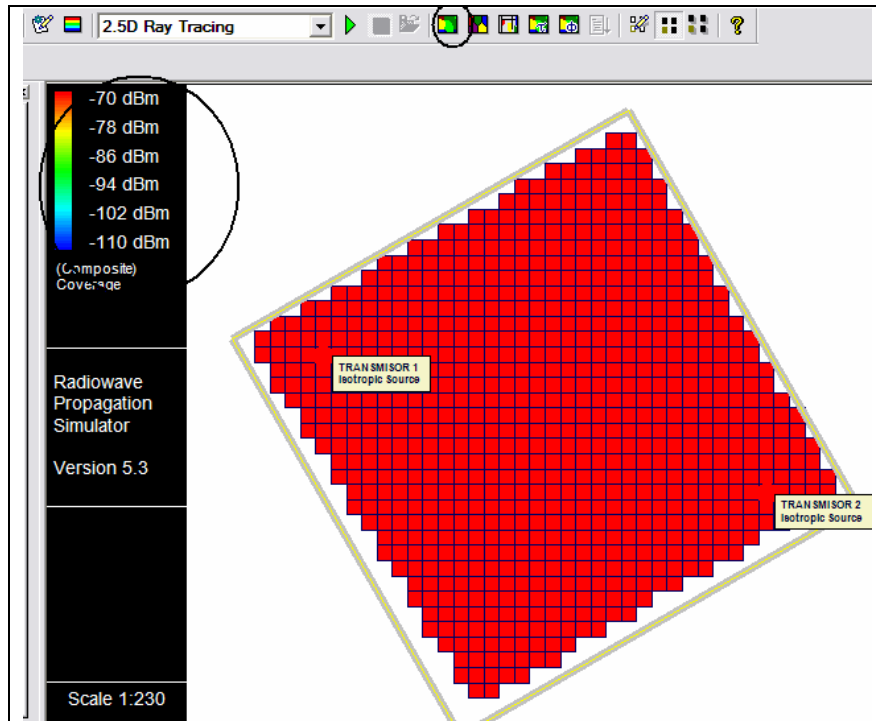 2.5D Ray Tracing
-70 dBm
-78 dBm
-86 dBm
-94 dBm
-102 dBm
-110 dBm
(Composite)
Coverage
TRANSMISOR 1
Isotropic Source
Radiowave
Propagation
Simulator
Version 5.3
TRANSMISOR 2
Isotropic Source
Scale 1:230